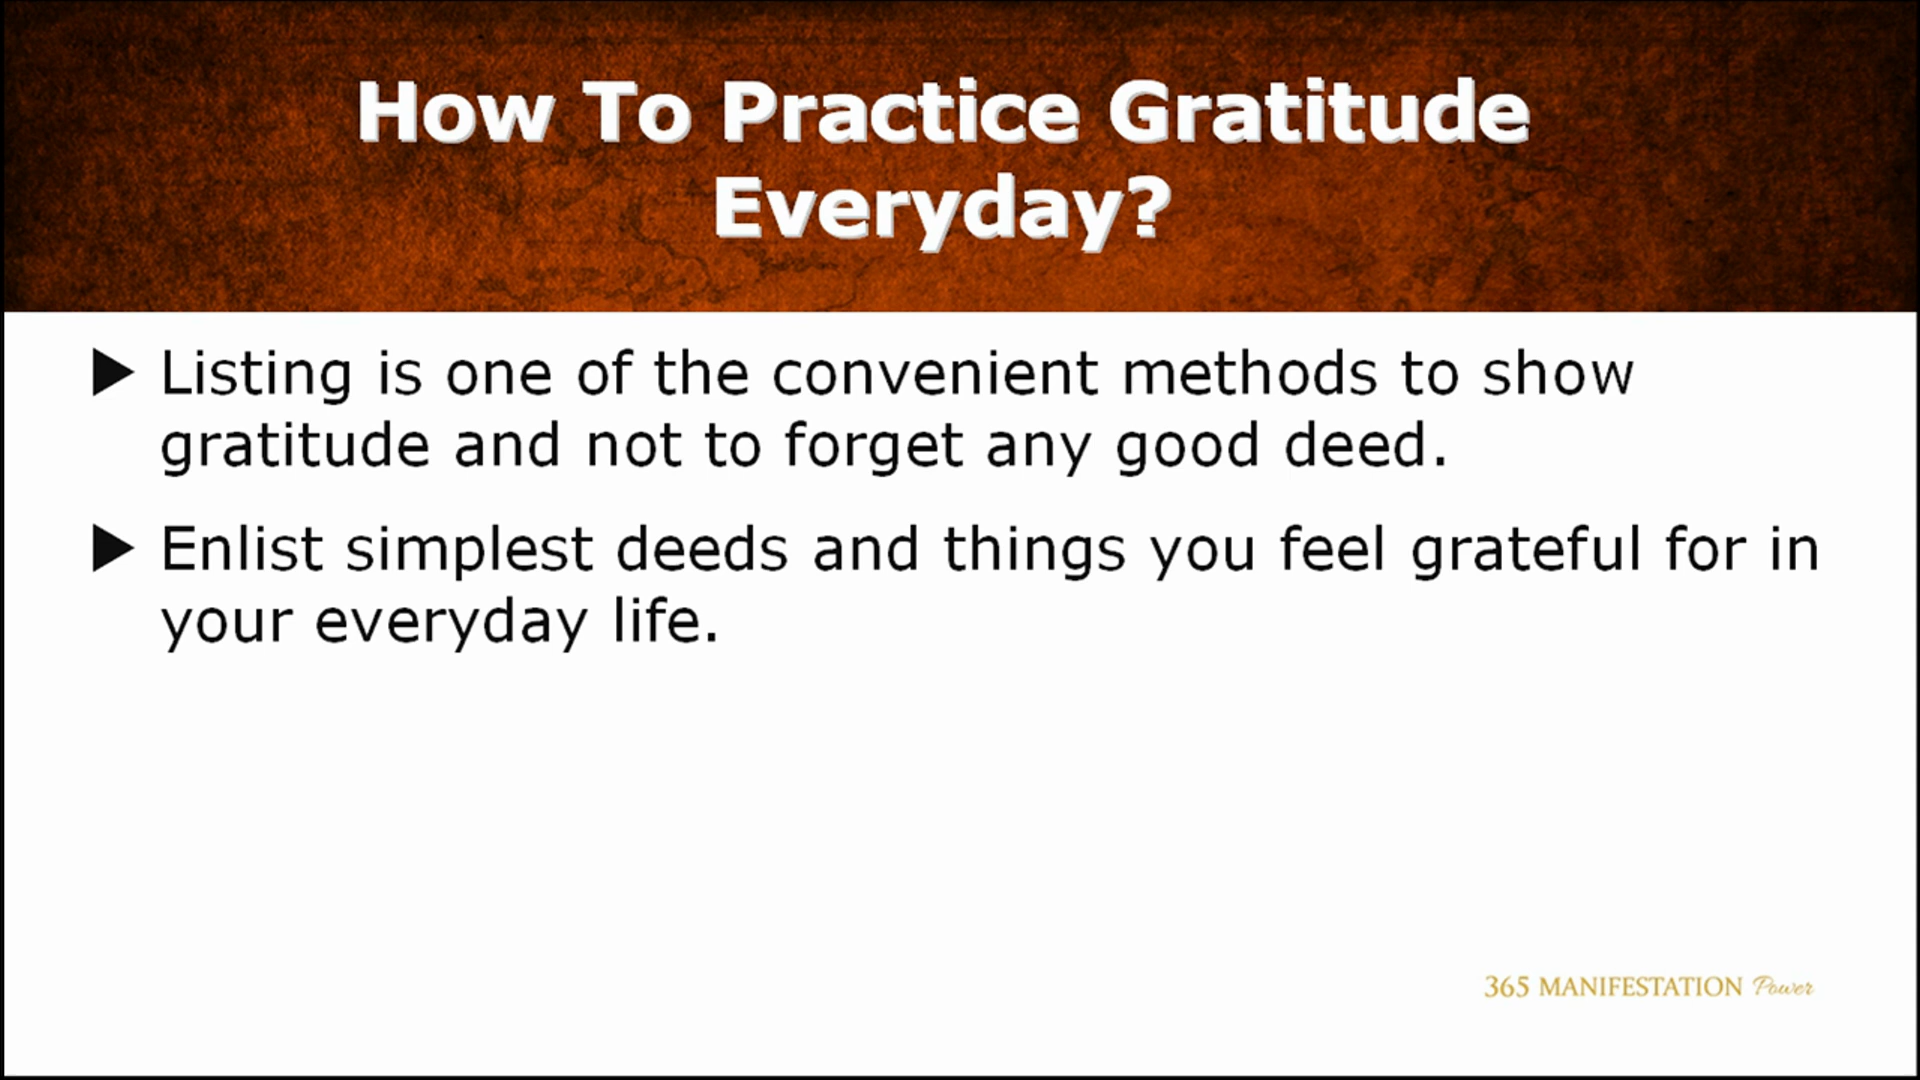 How To Practice Gratitude
Everyday?
Listing is one of the convenient methods to show
gratitude and not to forget any good deed.
Enlist simplest deeds and things you feel grateful for in
your everyday life.
365 MANIFESTATION Power